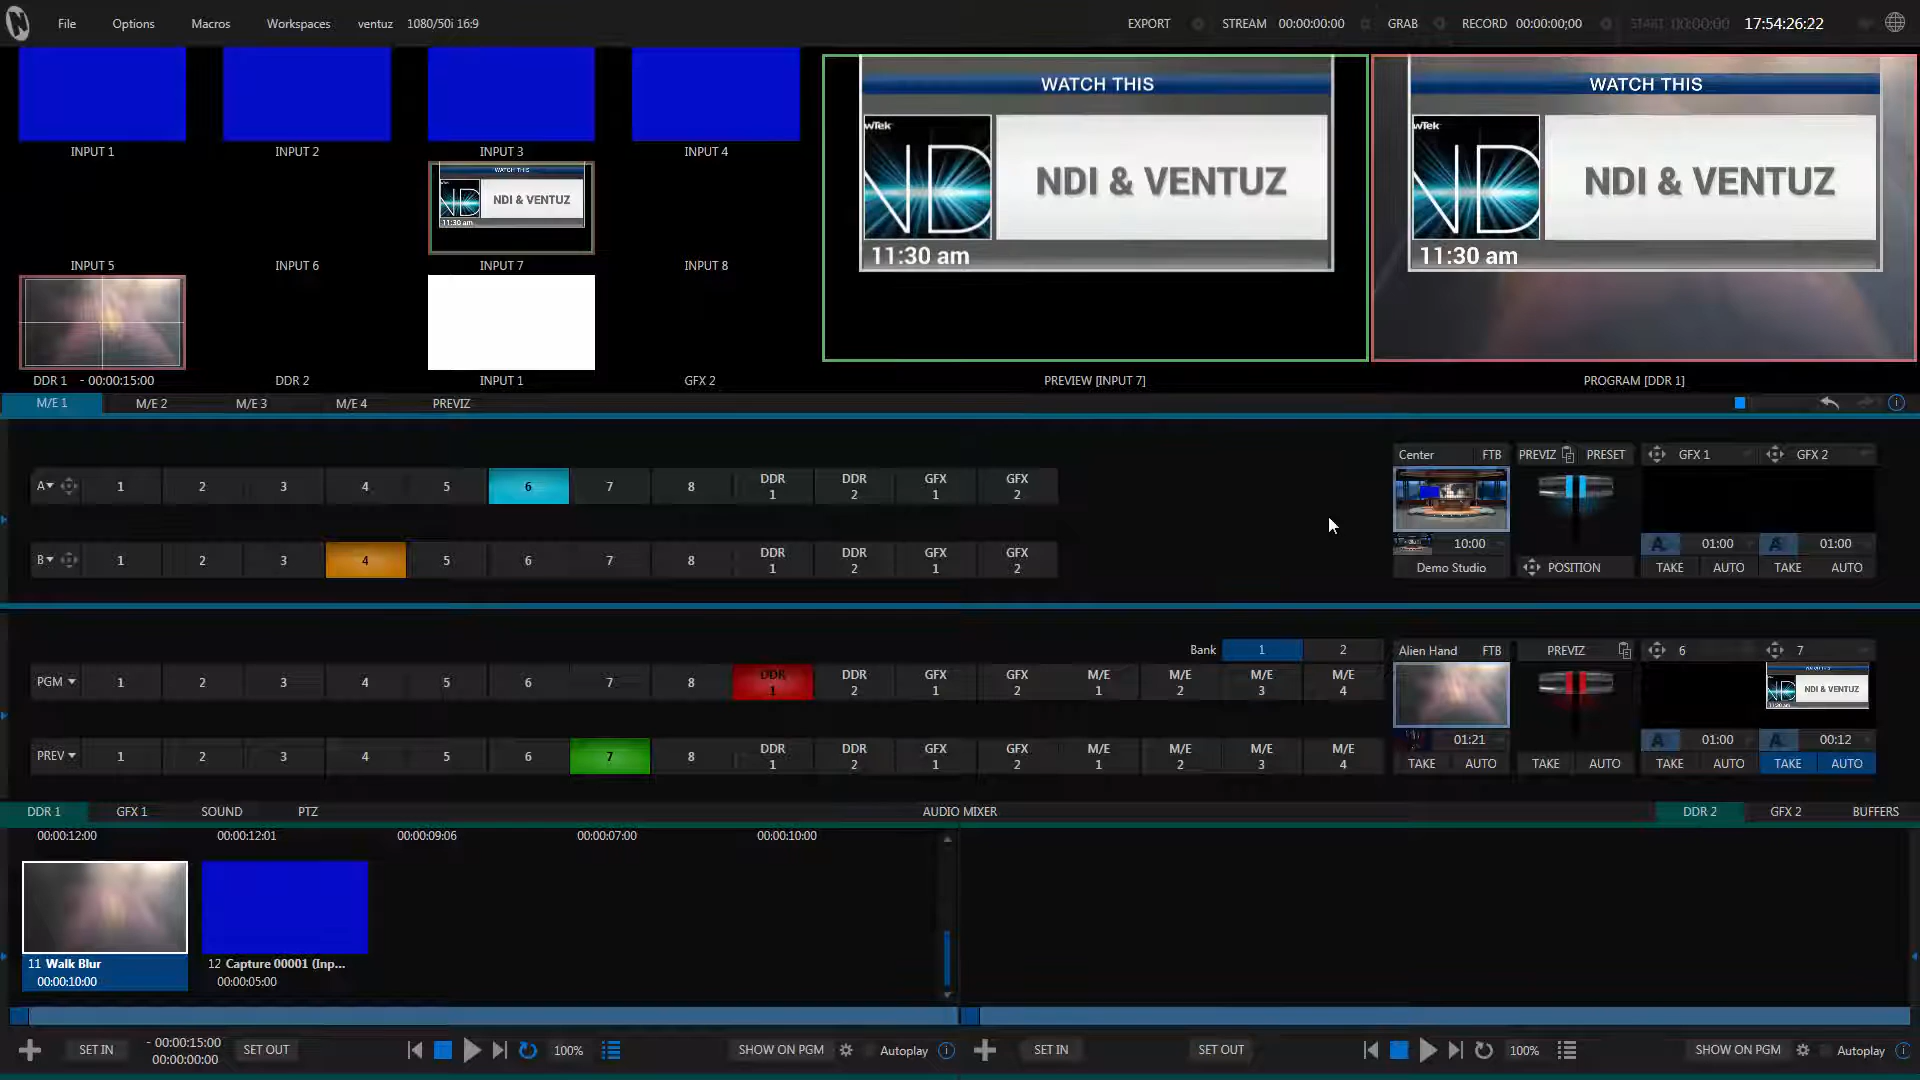 File Options Macros Workspaces ventuz 1080/50i 16:9 EXPORT STREAM 00:00:00:00 GRAB RECORD 00:00:00;00 START 00:00:00 17:54:26:22
INPUT 1 INPUT 2 INPUT 3 INPUT 4
WATCH THIS
wTek
NDI & VENTUZ
11:30 am
WATCH THIS
wTek
NDI & VENTUZ
11:30 am
WATCH THIS
NDI & VENTUZ
11:30 am
INPUT 5 INPUT 6 INPUT 7 INPUT 8
DDR 1 - 00:00:15:00 DDR 2 INPUT 1 GFX 2 PREVIEW [INPUT 7] PROGRAM [DDR 1]
M/E 1 M/E 2 M/E 3 M/E 4 PREVIZ
Center FTB PREVIZ PRESET GFX 1 GFX 2
A 1 2 3 4 5 6 7 8 DDR 1 DDR 2 GFX 1 GFX 2
10:00 A 01:00 A 01:00
B 1 2 3 4 5 6 7 8 DDR 1 DDR 2 GFX 1 GFX 2
Demo Studio POSITION TAKE AUTO TAKE AUTO
Bank 1 2 Alien Hand FTB PREVIZ 6 7
PGM 1 2 3 4 5 6 7 8 DDR 1 DDR 2 GFX 1 GFX 2 M/E 1 M/E 2 M/E 3 M/E 4
NDI & VENTUZ
01:21 A 01:00 A 00:12
PREV 1 2 3 4 5 6 7 8 DDR 1 DDR 2 GFX 1 GFX 2 M/E 1 M/E 2 M/E 3 M/E 4
TAKE AUTO TAKE AUTO TAKE AUTO TAKE AUTO
DDR 1 GFX 1 SOUND PTZ AUDIO MIXER DDR 2 GFX 2 BUFFERS
00:00:12:00 00:00:12:01 00:00:09:06 00:00:07:00 00:00:10:00
11 Walk Blur 12 Capture 00001 (Inp...
00:00:10:00 00:00:05:00
SET IN - 00:00:15:00 SET OUT 100% SHOW ON PGM Autoplay SET IN SET OUT 100% SHOW ON PGM Autoplay
00:00:00:00